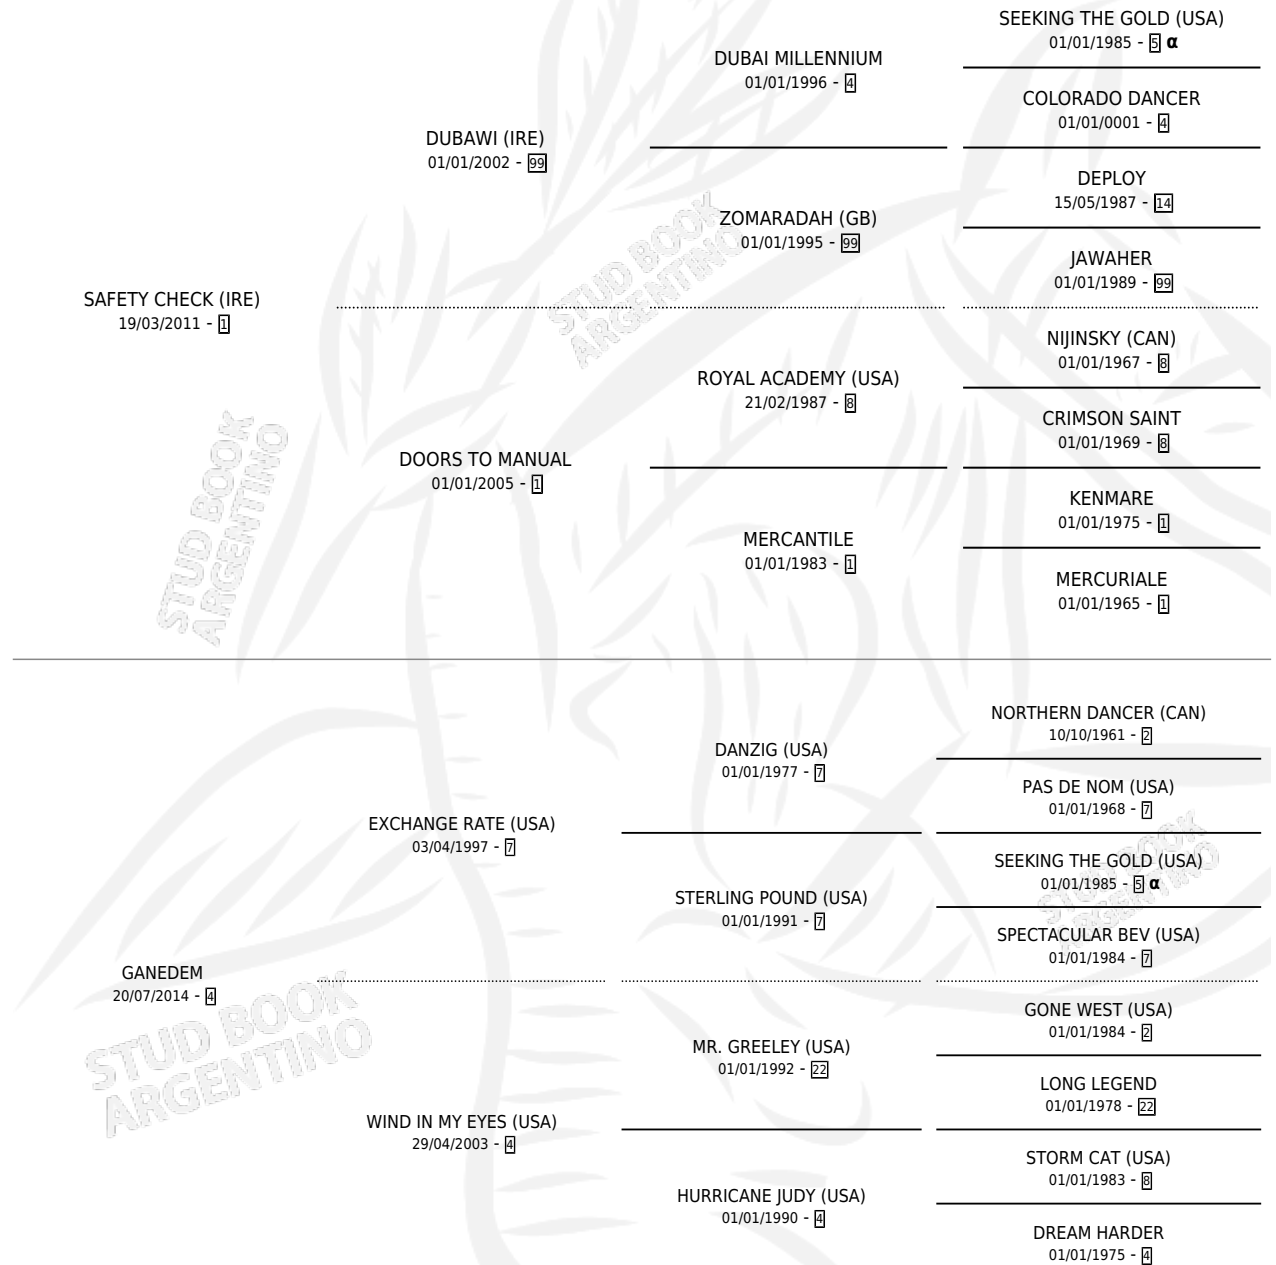 SEEKING THE GOLD (USA)
01/01/1985 - 5 α
DUBAI MILLENNIUM
01/01/1996 - 4
COLORADO DANCER
01/01/0001 - 4
DUBAWI (IRE)
01/01/2002 - 99
DEPLOY
15/05/1987 - 14
ZOMARADAH (GB)
01/01/1995 - 99
JAWAHER
01/01/1989 - 99
SAFETY CHECK (IRE)
19/03/2011 - 1
NIJINSKY (CAN)
01/01/1967 - 8
ROYAL ACADEMY (USA)
21/02/1987 - 8
CRIMSON SAINT
01/01/1969 - 8
DOORS TO MANUAL
01/01/2005 - 1
KENMARE
01/01/1975 - 1
MERCANTILE
01/01/1983 - 1
MERCURIALE
01/01/1965 - 1
NORTHERN DANCER (CAN)
10/10/1961 - 2
DANZIG (USA)
01/01/1977 - 7
PAS DE NOM (USA)
01/01/1968 - 7
EXCHANGE RATE (USA)
03/04/1997 - 7
SEEKING THE GOLD (USA)
01/01/1985 - 5 α
STERLING POUND (USA)
01/01/1991 - 7
SPECTACULAR BEV (USA)
01/01/1984 - 7
GANEDEM
20/07/2014 - 4
GONE WEST (USA)
01/01/1984 - 2
MR. GREELEY (USA)
01/01/1992 - 22
LONG LEGEND
01/01/1978 - 22
WIND IN MY EYES (USA)
29/04/2003 - 4
STORM CAT (USA)
01/01/1983 - 8
HURRICANE JUDY (USA)
01/01/1990 - 4
DREAM HARDER
01/01/1975 - 4
STUD BOOK
ARGENTINO
STUD BOOK
ARGENTINO
STUD BOOK
ARGENTINO
STUD BOOK
ARGENTINO